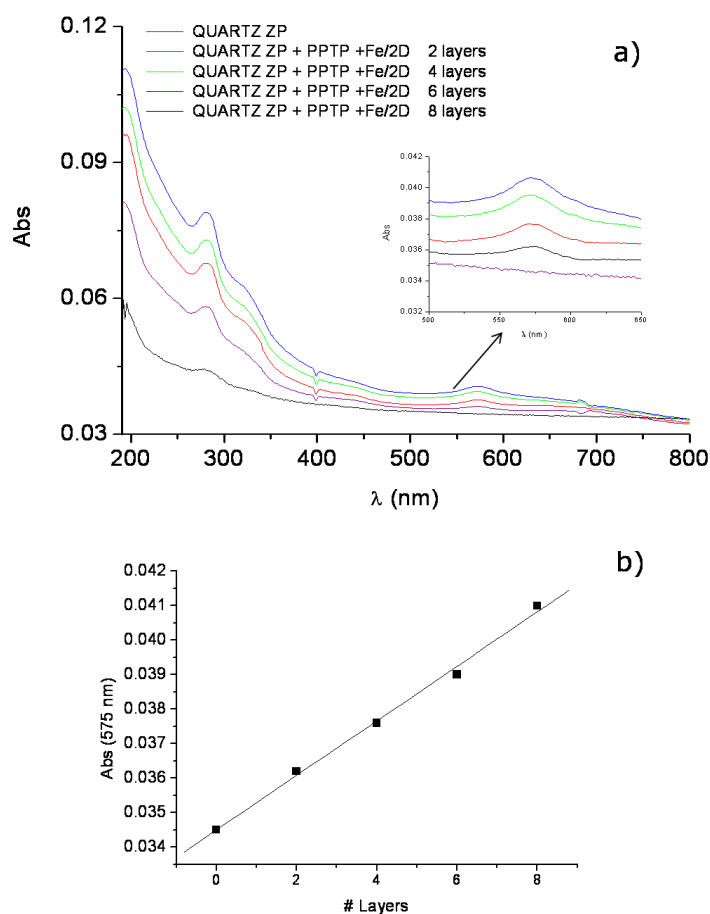 a)
QUARTZ ZP
QUARTZ ZP + PPTP +Fe/2D 2 layers
QUARTZ ZP + PPTP +Fe/2D 4 layers
QUARTZ ZP + PPTP +Fe/2D 6 layers
QUARTZ ZP + PPTP +Fe/2D 8 layers
0.12
0.09
0.06
0.03
Abs
200 300 400 500 600 700 800
λ (nm)
0.042
0.040
0.038
0.036
0.034
0.032
Abs
500 550 600 650
λ (nm )
b)
0.042
0.041
0.040
0.039
0.038
0.037
0.036
0.035
0.034
Abs (575 nm)
0 2 4 6 8
# Layers